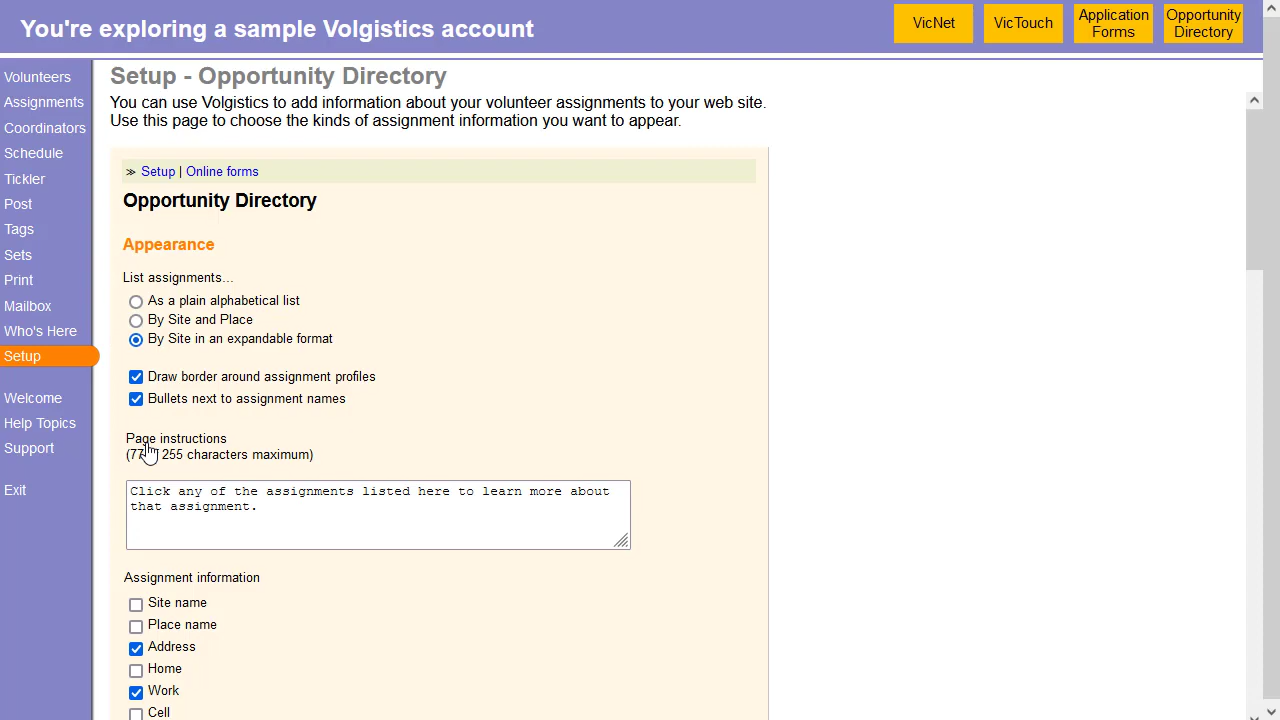 You're exploring a sample Volgistics account
VicNet
VicTouch
Application
Forms
Opportunity
Directory
Volunteers
Assignments
Coordinators
Schedule
Tickler
Post
Tags
Sets
Print
Mailbox
Who's Here
Setup
Welcome
Help Topics
Support
Exit
Setup - Opportunity Directory
You can use Volgistics to add information about your volunteer assignments to your web site.
Use this page to choose the kinds of assignment information you want to appear.
≫ Setup | Online forms
Opportunity Directory
Appearance
List assignments...
As a plain alphabetical list
By Site and Place
By Site in an expandable format
Draw border around assignment profiles
Bullets next to assignment names
Page instructions
(77 255 characters maximum)
Click any of the assignments listed here to learn more about
that assignment.
Assignment information
Site name
Place name
Address
Home
Work
Cell